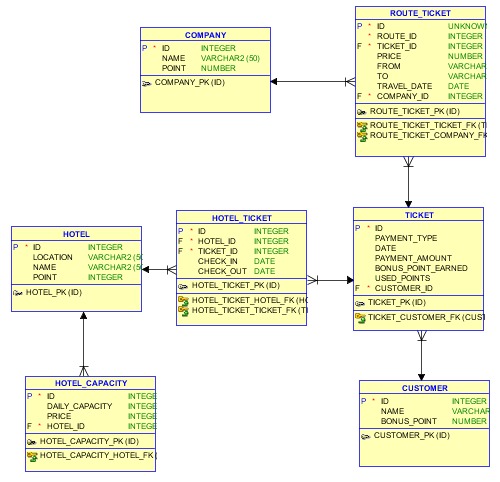 COMPANY
P * ID INTEGER
NAME VARCHAR2 (50)
POINT NUMBER
COMPANY_PK (ID)
ROUTE_TICKET
P * ID UNKNOW
* ROUTE_ID INTEGER
F * TICKET_ID INTEGER
PRICE NUMBER
FROM VARCHAR
TO VARCHAR
TRAVEL_DATE DATE
F * COMPANY_ID INTEGER
ROUTE_TICKET_PK (ID)
ROUTE_TICKET_TICKET_FK (TI
ROUTE_TICKET_COMPANY_FK
HOTEL
P * ID INTEGER
LOCATION VARCHAR2 (50
NAME VARCHAR2 (50
POINT INTEGER
HOTEL_PK (ID)
HOTEL_TICKET
P * ID INTEGER
F * HOTEL_ID INTEGER
F * TICKET_ID INTEGER
CHECK_IN DATE
CHECK_OUT DATE
HOTEL_TICKET_PK (ID)
HOTEL_TICKET_HOTEL_FK (HO
HOTEL_TICKET_TICKET_FK (TI
TICKET
P * ID
PAYMENT_TYPE
DATE
PAYMENT_AMOUNT
BONUS_POINT_EARNED
USED_POINTS
F * CUSTOMER_ID
TICKET_PK (ID)
TICKET_CUSTOMER_FK (CUST
HOTEL_CAPACITY
P * ID INTEGE
DAILY_CAPACITY INTEGE
PRICE INTEGE
F * HOTEL_ID INTEGE
HOTEL_CAPACITY_PK (ID)
HOTEL_CAPACITY_HOTEL_FK (
CUSTOMER
P * ID INTEGER
NAME VARCHAR
BONUS_POINT NUMBER
CUSTOMER_PK (ID)